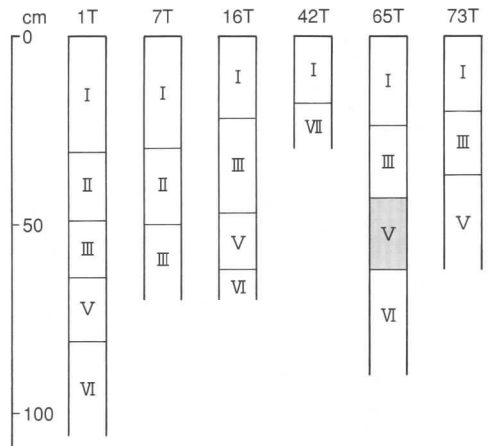 cm 1T 7T 16T 42T 65T 73T
0
I I I I I I
VII
II II III III III
III III V V V
50
V VI VI
VI
100